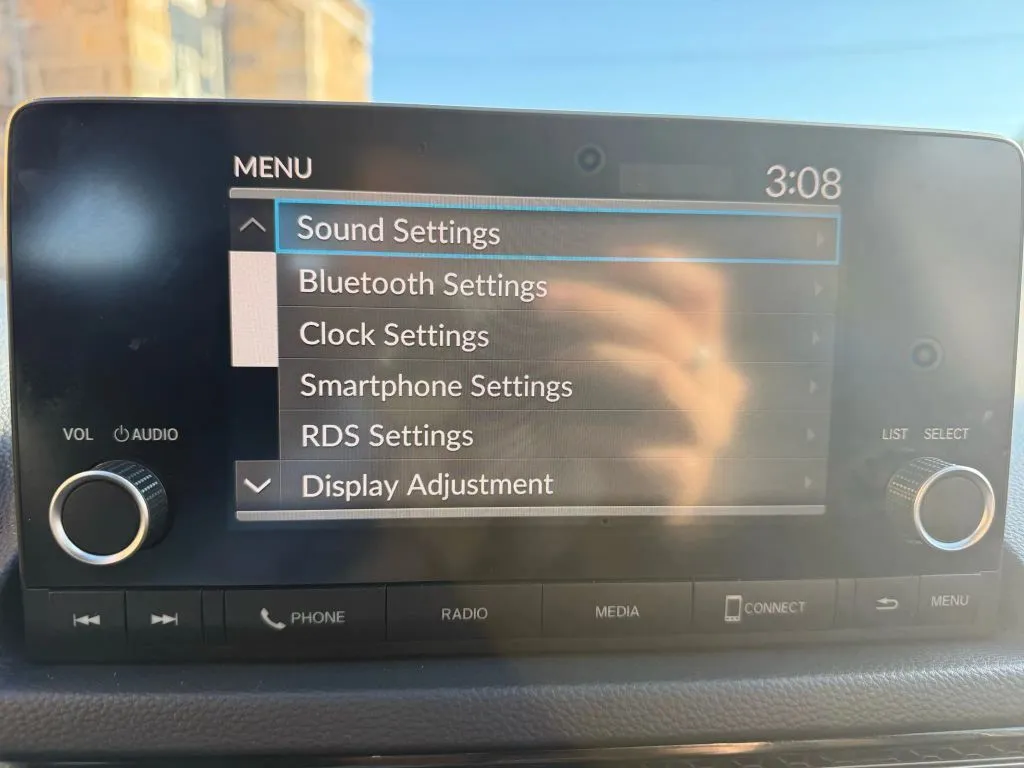 MENU
3:08
Sound Settings
Bluetooth Settings
Clock Settings
Smartphone Settings
RDS Settings
Display Adjustment
VOL AUDIO
LIST SELECT
PHONE
RADIO
MEDIA
CONNECT
MENU